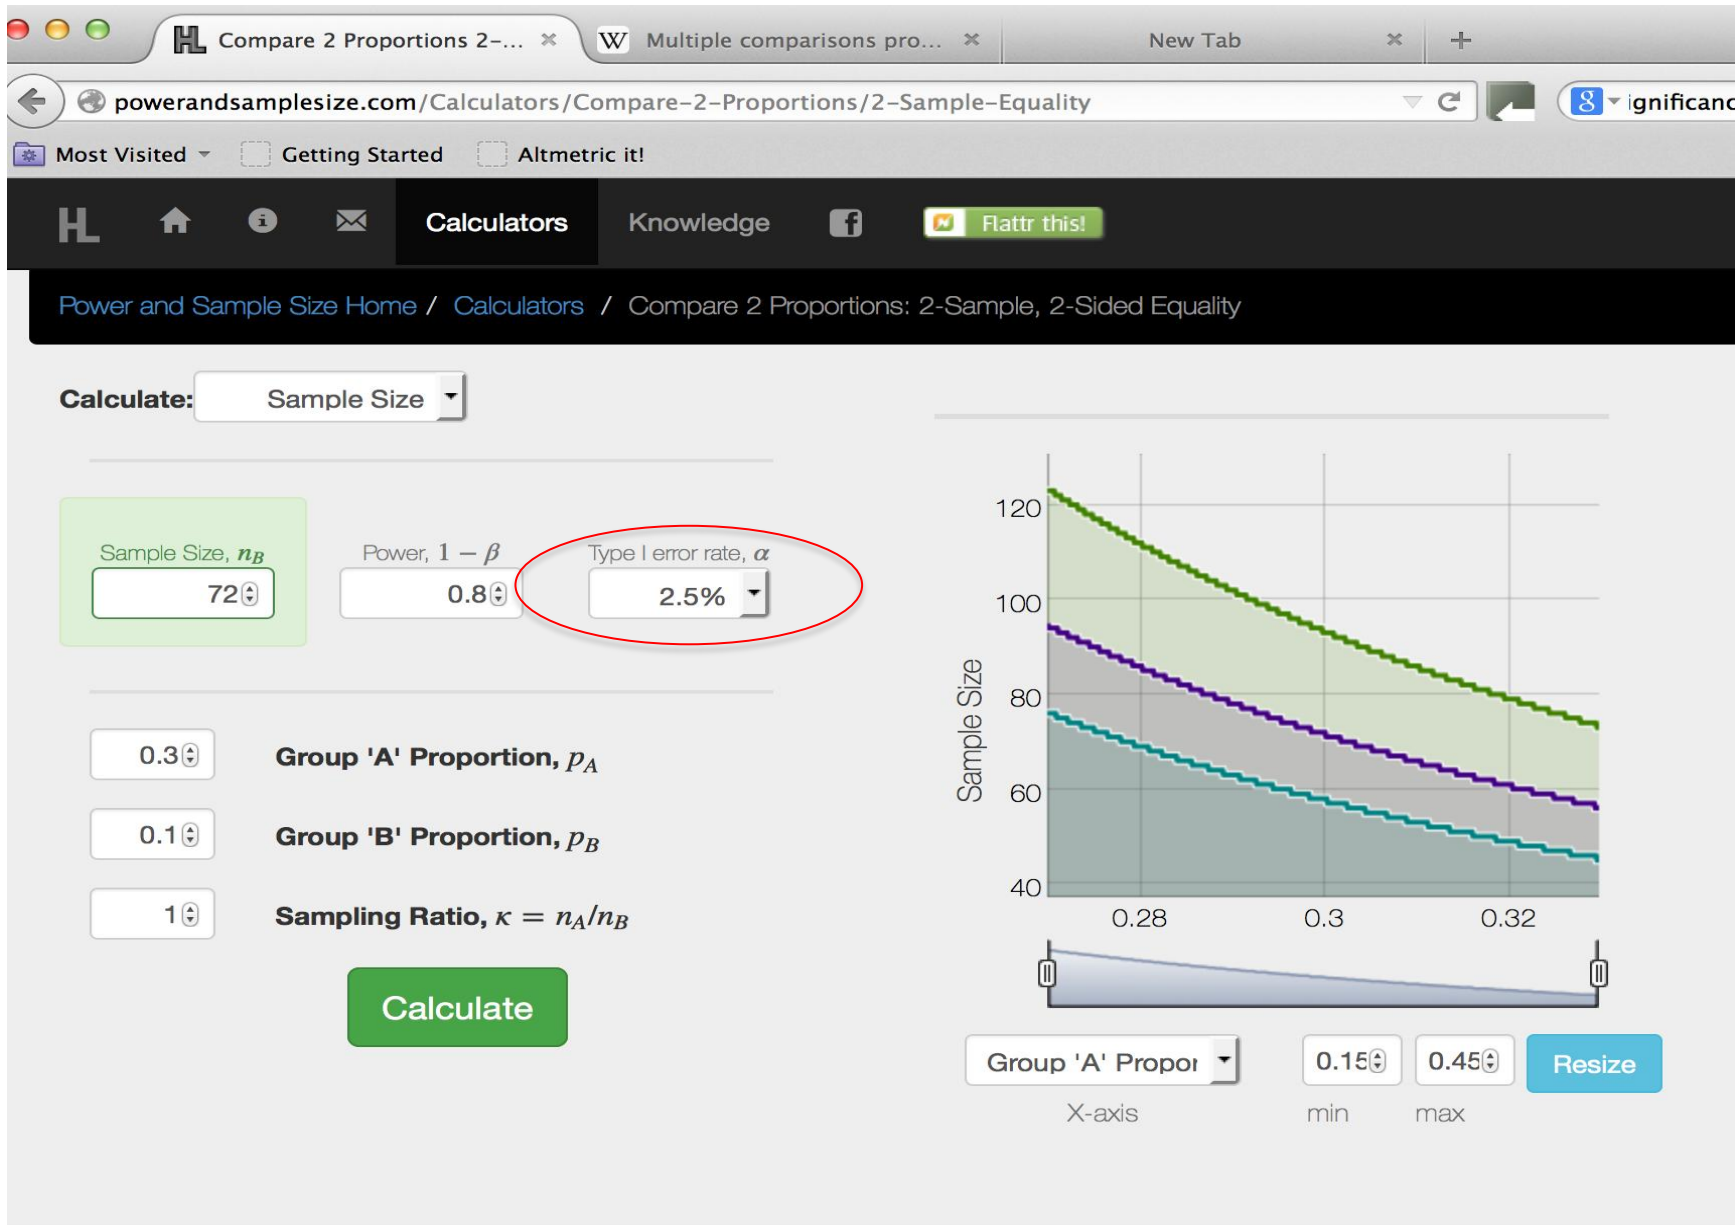 HL Compare 2 Proportions 2-... × W Multiple comparisons pro... × New Tab × +
powerandsamplesize.com/Calculators/Compare-2-Proportions/2-Sample-Equality 8 ignificanc
Most Visited Getting Started Altmetric it!
HL Calculators Knowledge f Flattr this!
Power and Sample Size Home / Calculators / Compare 2 Proportions: 2-Sample, 2-Sided Equality
Calculate: Sample Size
Sample Size, nB Power, 1 − β Type I error rate, α
72 0.8 2.5%
0.3 Group 'A' Proportion, pA
0.1 Group 'B' Proportion, pB
1 Sampling Ratio, κ = nA/nB
Calculate
Sample Size
120
100
80
60
40
0.28 0.3 0.32
Group 'A' Propor 0.15 0.45 Resize
X-axis min max